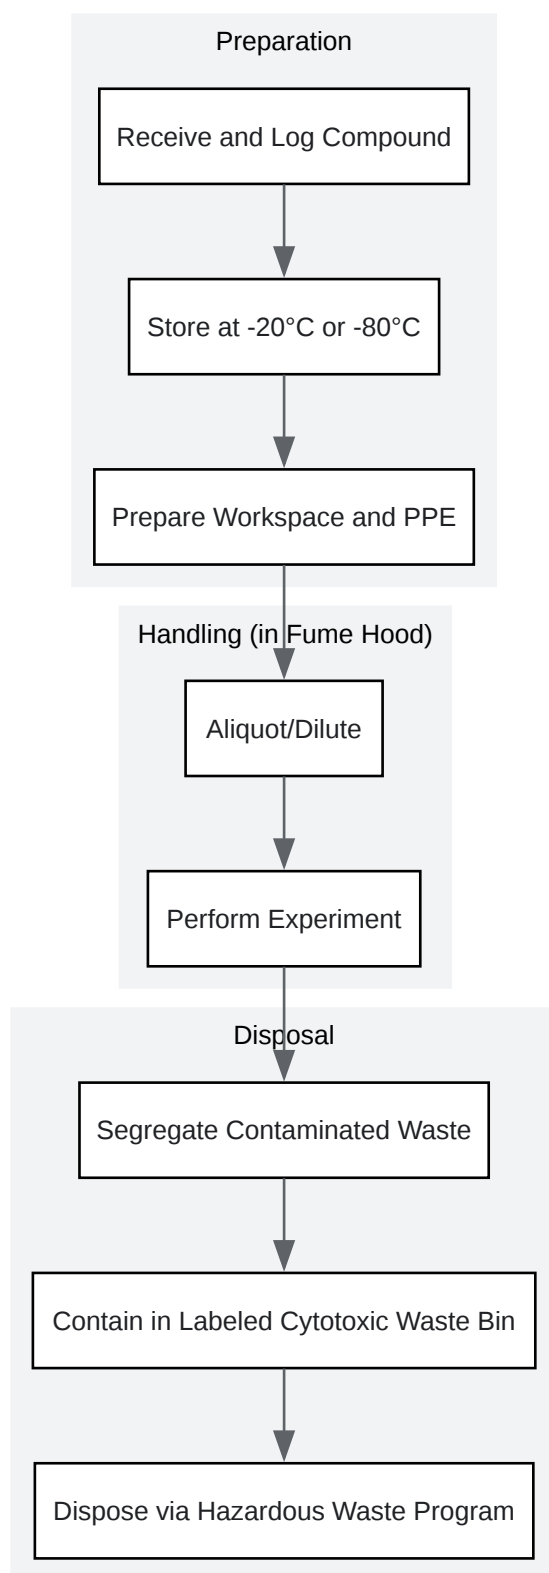 Preparation
Receive and Log Compound
Store at -20°C or -80°C
Prepare Workspace and PPE
Handling (in Fume Hood)
Aliquot/Dilute
Perform Experiment
Disposal
Segregate Contaminated Waste
Contain in Labeled Cytotoxic Waste Bin
Dispose via Hazardous Waste Program